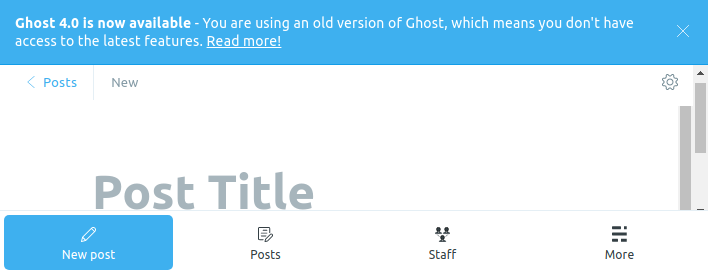 Ghost 4.0 is now available - You are using an old version of Ghost, which means you don't have
access to the latest features. Read more!
Posts
New
Post Title
New post
Posts
Staff
More